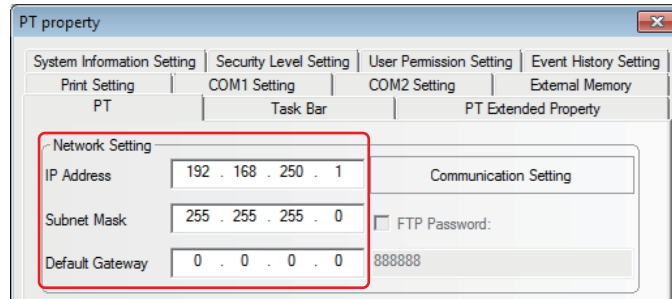 PT property
System Information Setting Security Level Setting User Permission Setting Event History Setting
Print Setting COM1 Setting COM2 Setting External Memory
PT Task Bar PT Extended Property
Network Setting
IP Address 192 . 168 . 250 . 1 Communication Setting
Subnet Mask 255 . 255 . 255 . 0 FTP Password:
Default Gateway 0 . 0 . 0 . 0 888888